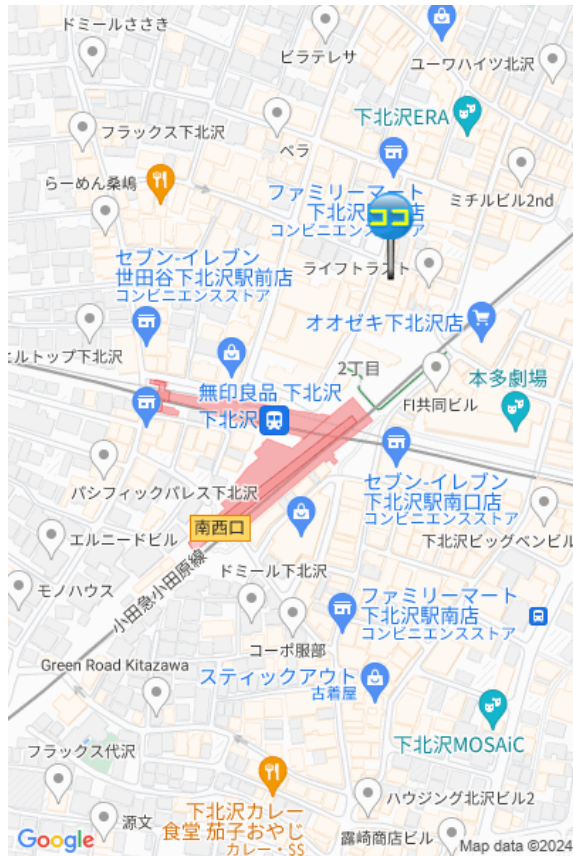 ドミールささき
ビラテレサ
ユーワハイツ北沢
フラックス下北沢
ベラ
下北沢ERA
らーめん桑嶋
ファミリーマート
下北沢
店
コンビニエンスストア
ココ
ミチルビル2nd
セブン-イレブン
世田谷下北沢駅前店
コンビニエンスストア
ライフトラスト
オオゼキ下北沢店
ヒルトップ下北沢
2丁目
本多劇場
無印良品 下北沢
下北沢
FI共同ビル
パシフィックパレス下北沢
セブン-イレブン
下北沢駅南口店
コンビニエンスストア
南西口
エルニードビル
下北沢ビッグベンビル
小田急小田原線
ドミール下北沢
モノハウス
ファミリーマート
下北沢駅南店
コンビニエンスストア
コーポ服部
Green Road Kitazawa
スティックアウト
古着屋
フラックス代沢
下北沢MOSAiC
下北沢カレー
食堂 茄子おやじ
カレー・SS
ハウジング北沢ビル2
源文
露崎商店ビル
Google
Map data ©2024